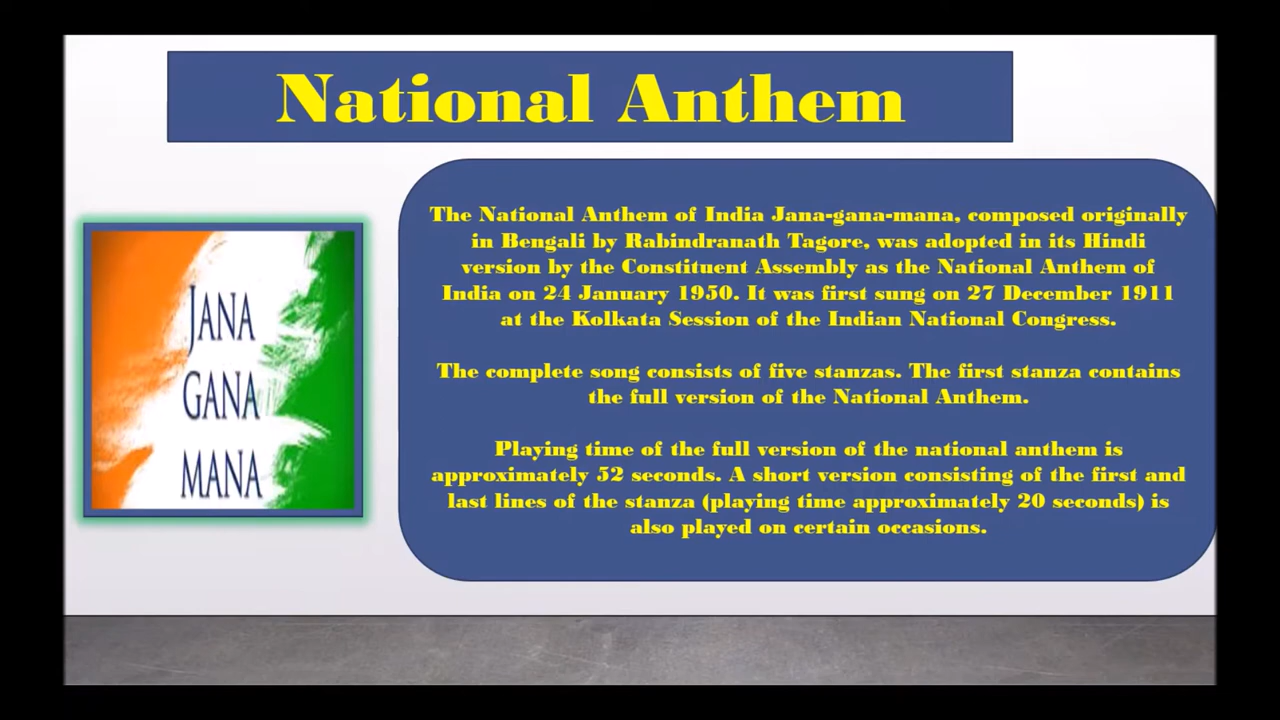 National Anthem
The National Anthem of India Jana-gana-mana, composed originally
in Bengali by Rabindranath Tagore, was adopted in its Hindi
version by the Constituent Assembly as the National Anthem of
India on 24 January 1950. It was first sung on 27 December 1911
at the Kolkata Session of the Indian National Congress.
The complete song consists of five stanzas. The first stanza contains
the full version of the National Anthem.
Playing time of the full version of the national anthem is
approximately 52 seconds. A short version consisting of the first and
last lines of the stanza (playing time approximately 20 seconds) is
also played on certain occasions.
JANA
GANA
MANA